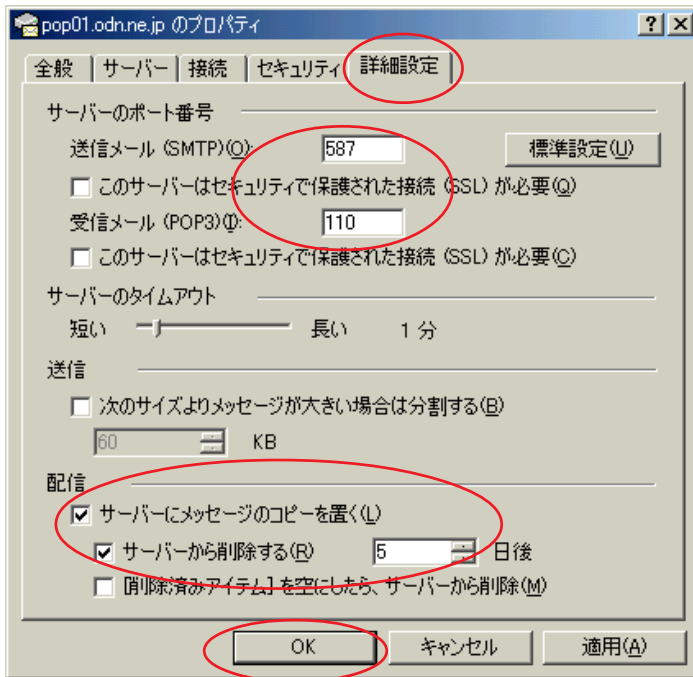 pop01.odn.ne.jp のプロパティ
全般 サーバー 接続 セキュリティ 詳細設定
サーバーのポート番号
送信メール (SMTP)(O): 587 標準設定(U)
このサーバーはセキュリティで保護された接続 (SSL) が必要(Q)
受信メール (POP3)(I): 110
このサーバーはセキュリティで保護された接続 (SSL) が必要(C)
サーバーのタイムアウト
短い 長い 1 分
送信
次のサイズよりメッセージが大きい場合は分割する(B)
60 KB
配信
サーバーにメッセージのコピーを置く(L)
サーバーから削除する(R) 5 日後
[削除済みアイテム] を空にしたら、サーバーから削除(M)
OK キャンセル 適用(A)